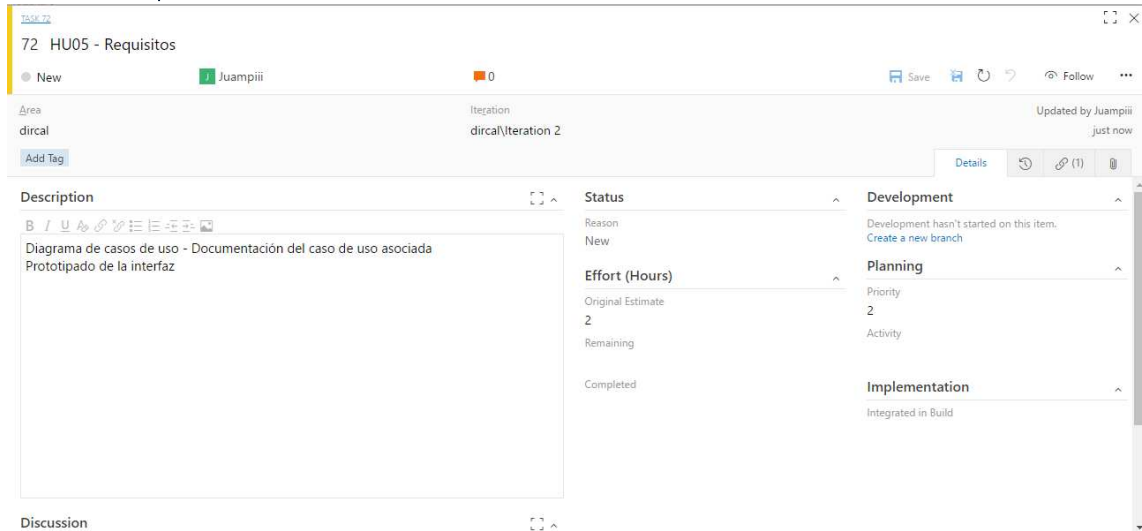 TASK 72
72 HU05 - Requisitos
New
J Juampiii
0
Save
Follow
Area
dircal
Iteration
dircal\Iteration 2
Updated by Juampiii
just now
Add Tag
Details
(1)
Description
B I U
Diagrama de casos de uso - Documentación del caso de uso asociada
Prototipado de la interfaz
Status
Reason
New
Effort (Hours)
Original Estimate
2
Remaining
Completed
Development
Development hasn't started on this item.
Create a new branch
Planning
Priority
2
Activity
Implementation
Integrated in Build
Discussion